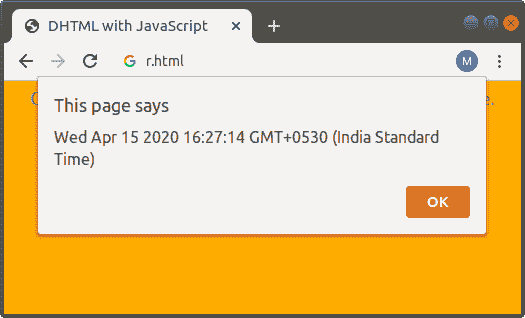 DHTML with JavaScript
r.html
M
This page says
Wed Apr 15 2020 16:27:14 GMT+0530 (India Standard
Time)
OK